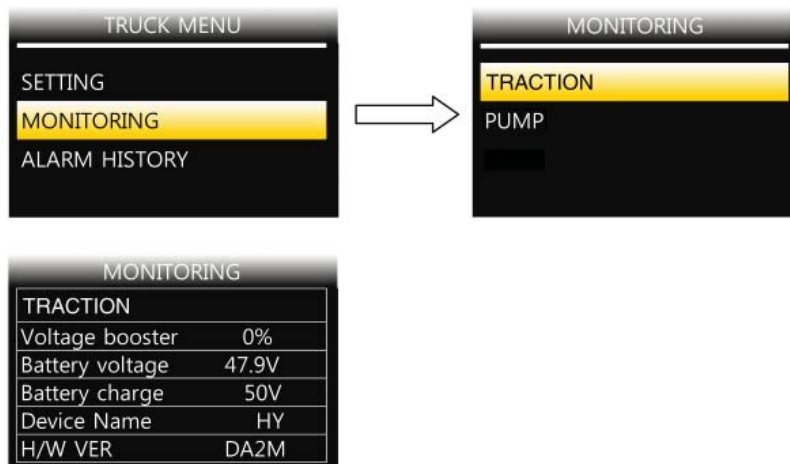 TRUCK MENU
SETTING
MONITORING
ALARM HISTORY
MONITORING
TRACTION
PUMP
MONITORING
TRACTION
Voltage booster 0%
Battery voltage 47.9V
Battery charge 50V
Device Name HY
H/W VER DA2M